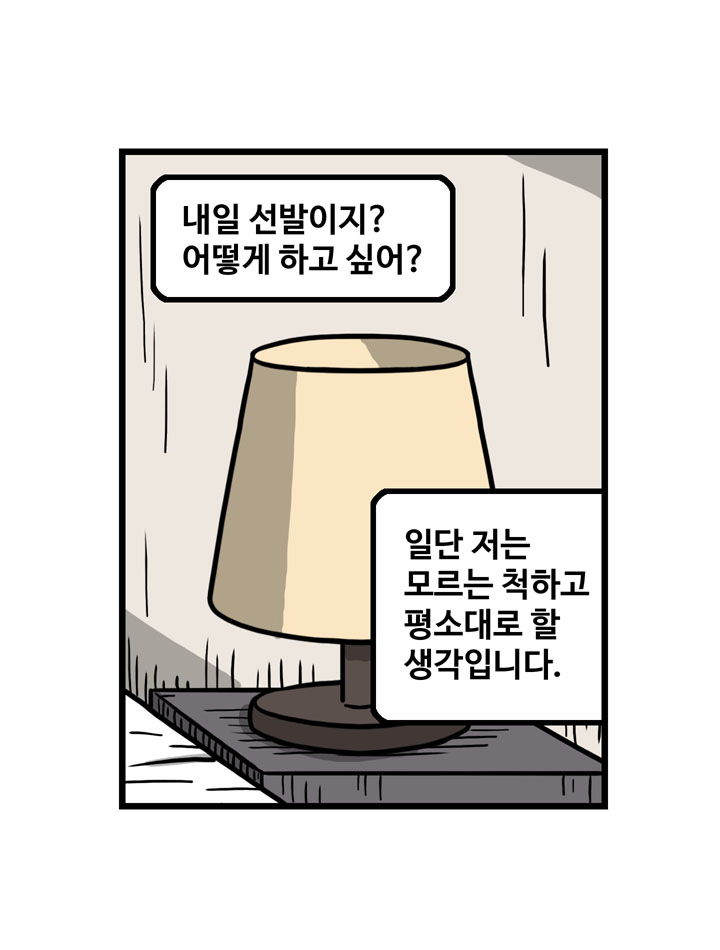 내일 선발이지?
어떻게 하고 싶어?
일단 저는
모르는 척하고
평소대로 할
생각입니다.